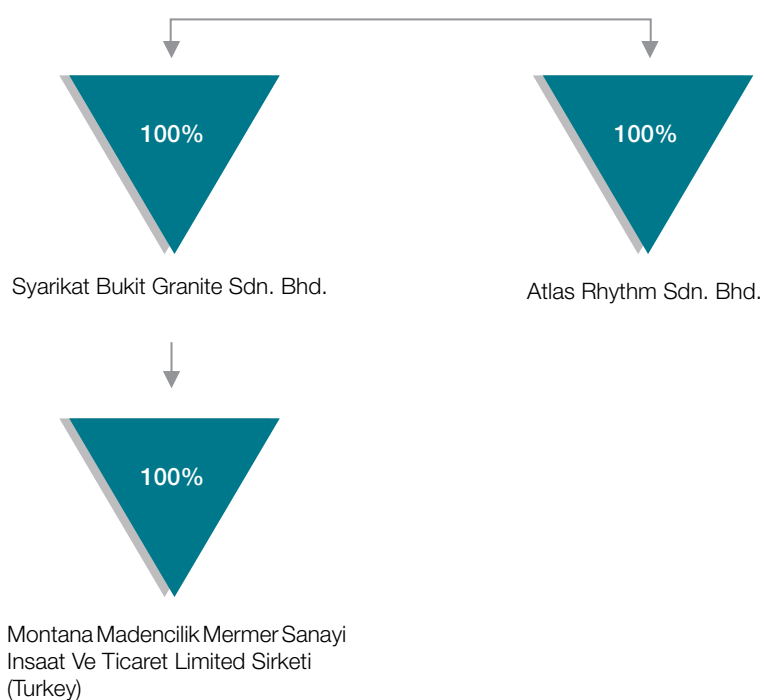 100%
100%
Syarikat Bukit Granite Sdn. Bhd.
Atlas Rhythm Sdn. Bhd.
100%
Montana Madencilik Mermer Sanayi
Insaat Ve Ticaret Limited Sirketi
(Turkey)